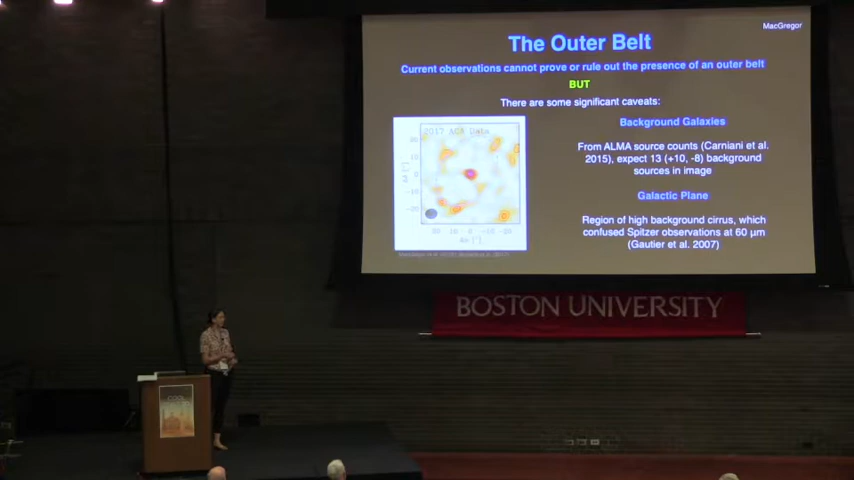 MacGregor
The Outer Belt
Current observations cannot prove or rule out the presence of an outer belt
BUT
There are some significant caveats:
2017 ACA Data
Background Galaxies
From ALMA source counts (Carniani et al.
2015), expect 13 (+10, -8) background
sources in image
Galactic Plane
Region of high background cirrus, which
confused Spitzer observations at 60 µm
(Gautier et al. 2007)
BOSTON UNIVERSITY